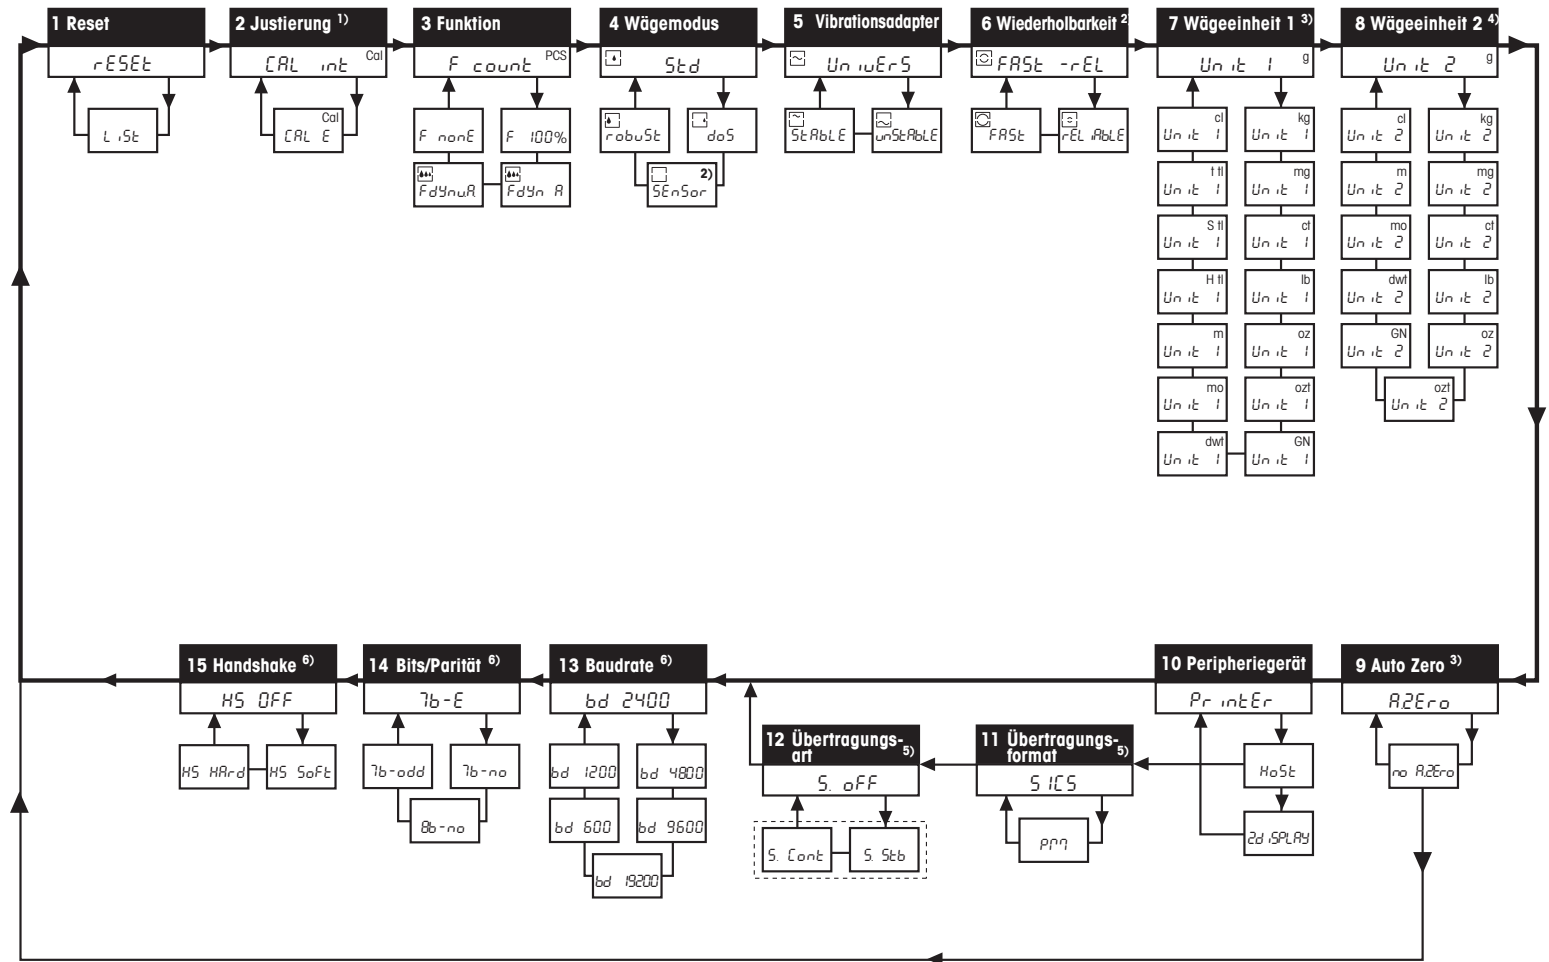 1 Reset
rESEt
LiSt
2 Justierung 1)
Cal
CAL int
Cal
CAL E
3 Funktion
PCS
F count
F nonE
F 100%
F dYnu.A
F dYn A
4 Wägemodus
Std
robuSt
doS
2)
SEnSor
5 Vibrationsadapter
UnivErS
StAbLE
unStAbLE
6 Wiederholbarkeit 2)
FASt -rEL
FASt
rELiAbLE
7 Wägeeinheit 1 3)
g
Unit 1
cl
Unit 1
kg
Unit 1
t tl
Unit 1
mg
Unit 1
S tl
Unit 1
ct
Unit 1
H tl
Unit 1
lb
Unit 1
m
Unit 1
oz
Unit 1
mo
Unit 1
ozt
Unit 1
dwt
Unit 1
GN
Unit 1
8 Wägeeinheit 2 4)
g
Unit 2
cl
Unit 2
kg
Unit 2
m
Unit 2
mg
Unit 2
mo
Unit 2
ct
Unit 2
dwt
Unit 2
lb
Unit 2
GN
Unit 2
oz
Unit 2
ozt
Unit 2
15 Handshake 6)
HS OFF
HS HArd
HS SoFt
14 Bits/Parität 6)
7b-E
7b-odd
7b-no
8b-no
13 Baudrate 6)
bd 2400
bd 1200
bd 4800
bd 600
bd 9600
bd 19200
12 Übertragungs-
art 5)
S. oFF
S. Cont
S. Stb
11 Übertragungs-
format 5)
SICS
PM
10 Peripheriegerät
PrintEr
HoSt
2diSPLAY
9 Auto Zero 3)
A.ZEro
no A.ZEro